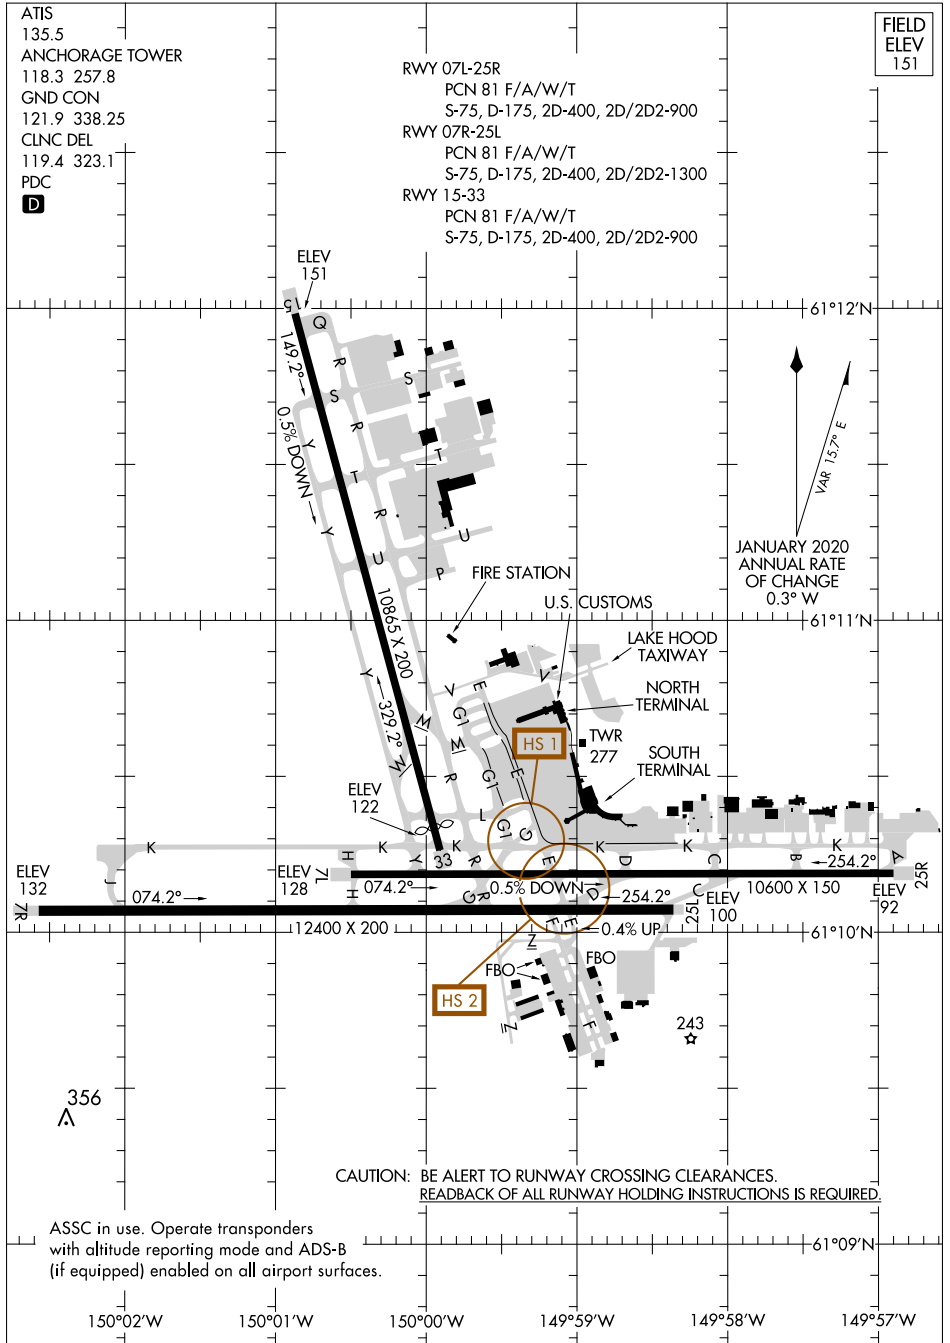 ATIS
135.5
ANCHORAGE TOWER
118.3 257.8
GND CON
121.9 338.25
CLNC DEL
119.4 323.1
PDC
D
RWY 07L-25R
PCN 81 F/A/W/T
S-75, D-175, 2D-400, 2D/2D2-900
RWY 07R-25L
PCN 81 F/A/W/T
S-75, D-175, 2D-400, 2D/2D2-1300
RWY 15-33
PCN 81 F/A/W/T
S-75, D-175, 2D-400, 2D/2D2-900
FIELD
ELEV
151
ELEV
151
15
61°12'N
Q
149.2°
R
S
S
0.5% DOWN
Y
R
T
T
Y
R
U
U
P
VAR 15.7° E
JANUARY 2020
ANNUAL RATE
OF CHANGE
0.3° W
FIRE STATION
10865 X 200
U.S. CUSTOMS
61°11'N
LAKE HOOD
TAXIWAY
NORTH
TERMINAL
Y
V
E
V
G1
329.2°
M
M
HS 1
TWR
277
SOUTH
TERMINAL
W
R
G1
E
ELEV
122
L
G1
G
K
K
K
K
K
H
Y
33
R
E
D
C
B
254.2°
A
ELEV
132
J
ELEV
128
7L
074.2°
0.5% DOWN
10600 X 150
25R
7R
074.2°
H
G
R
D
254.2°
C
25L
ELEV
100
ELEV
92
12400 X 200
F
E
0.4% UP
61°10'N
Z
FBO
FBO
HS 2
Z
F
243
356
CAUTION: BE ALERT TO RUNWAY CROSSING CLEARANCES.
READBACK OF ALL RUNWAY HOLDING INSTRUCTIONS IS REQUIRED.
ASSC in use. Operate transponders
with altitude reporting mode and ADS-B
(if equipped) enabled on all airport surfaces.
61°09'N
150°02'W
150°01'W
150°00'W
149°59'W
149°58'W
149°57'W